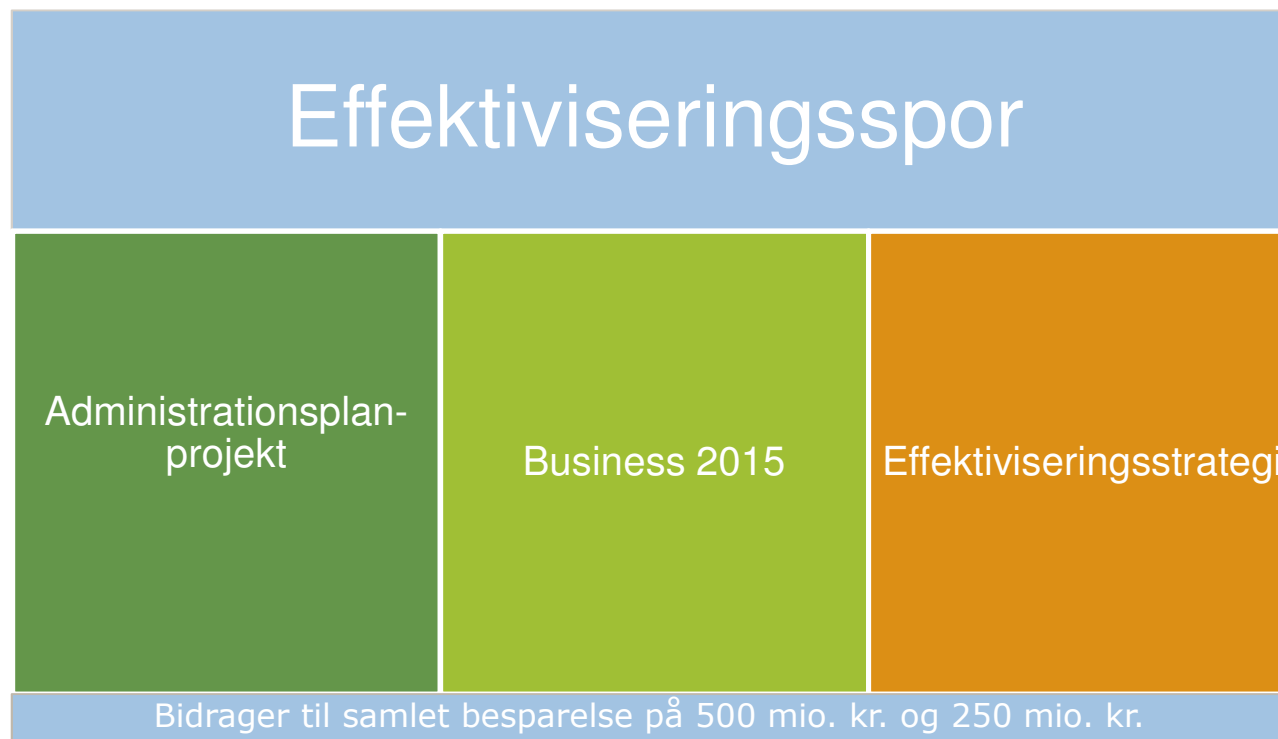 Effektiviseringsspor
Administrationsplan-
projekt
Business 2015
Effektiviseringsstrategi
Bidrager til samlet besparelse på 500 mio. kr. og 250 mio. kr.